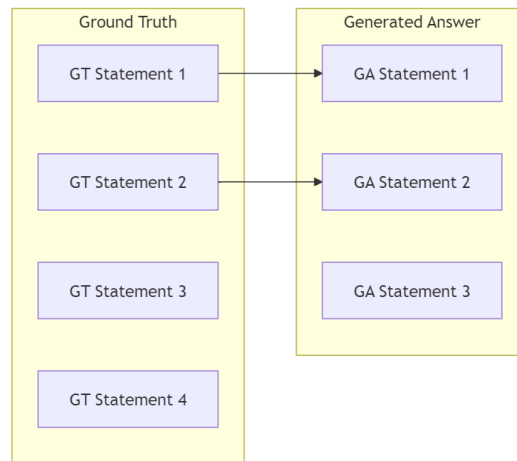 Ground Truth
GT Statement 1
GT Statement 2
GT Statement 3
GT Statement 4
Generated Answer
GA Statement 1
GA Statement 2
GA Statement 3